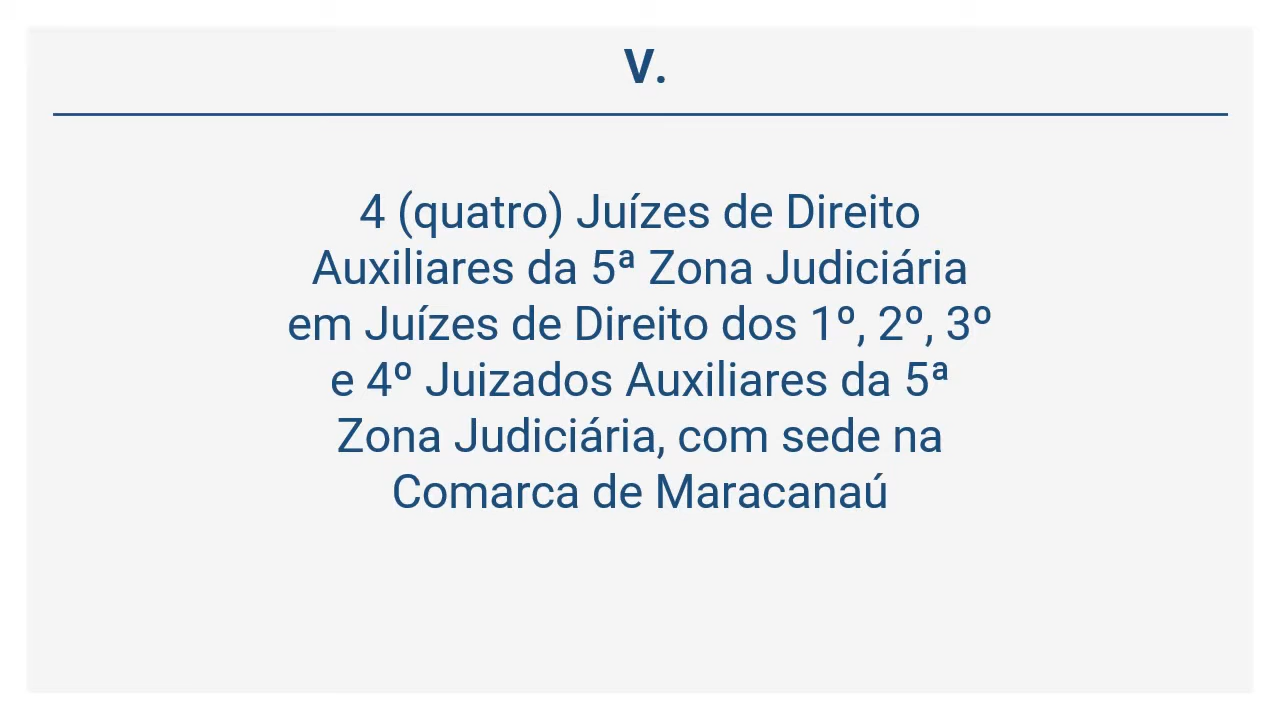 V.
4 (quatro) Juízes de Direito
Auxiliares da 5ª Zona Judiciária
em Juízes de Direito dos 1º, 2º, 3º
e 4º Juizados Auxiliares da 5ª
Zona Judiciária, com sede na
Comarca de Maracanaú